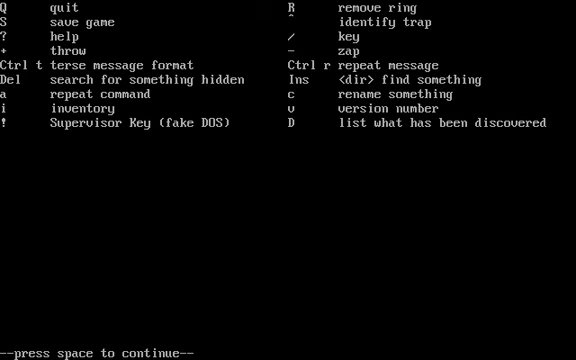 Q quit R remove ring
S save game ^ identify trap
? help / key
+ throw - zap
Ctrl t terse message format Ctrl r repeat message
Del search for something hidden Ins <dir> find something
a repeat command c rename something
i inventory v version number
! Supervisor Key (fake DOS) D list what has been discovered
--press space to continue--